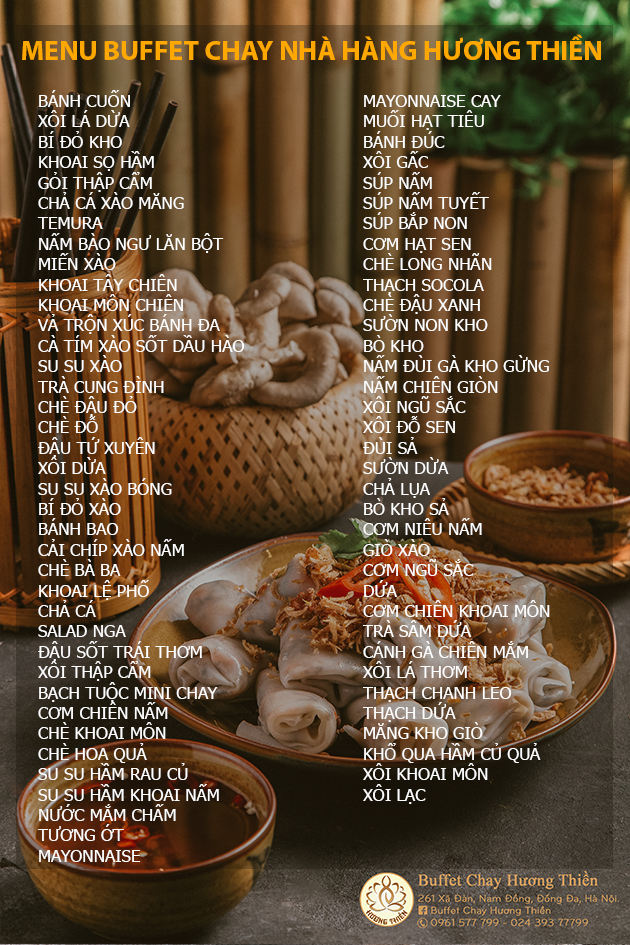 MENU BUFFET CHAY NHÀ HÀNG HƯƠNG THIỀN
BÁNH CUỐN
XÔI LÁ DỪA
BÍ ĐỎ KHO
KHOAI SỌ HẦM
GỎI THẬP CẨM
CHẢ CÁ XÀO MĂNG
TEMURA
NẤM BÀO NGƯ LĂN BỘT
MIẾN XÀO
KHOAI TÂY CHIÊN
KHOAI MÔN CHIÊN
VẢ TRỘN XÚC BÁNH ĐA
CÀ TÍM XÀO SỐT DẦU HÀO
SU SU XÀO
TRÀ CUNG ĐÌNH
CHÈ ĐẬU ĐỎ
CHÈ ĐỖ
ĐẬU TỨ XUYÊN
XÔI DỪA
SU SU XÀO BÓNG
BÍ ĐỎ XÀO
BÁNH BAO
CẢI CHÍP XÀO NẤM
CHÈ BÀ BA
KHOAI LỆ PHỐ
CHẢ CÁ
SALAD NGA
ĐẬU SỐT TRÁI THƠM
XÔI THẬP CẨM
BẠCH TUỘC MINI CHAY
CƠM CHIÊN NẤM
CHÈ KHOAI MÔN
CHÈ HOA QUẢ
SU SU HẦM RAU CỦ
SU SU HẦM KHOAI NẤM
NƯỚC MẮM CHẤM
TƯƠNG ỚT
MAYONNAISE
MAYONNAISE CAY
MUỐI HẠT TIÊU
BÁNH ĐÚC
XÔI GẤC
SÚP NẤM
SÚP NẤM TUYẾT
SÚP BẮP NON
CƠM HẠT SEN
CHÈ LONG NHÃN
THẠCH SOCOLA
CHÈ ĐẬU XANH
SƯỜN NON KHO
BÒ KHO
NẤM ĐÙI GÀ KHO GỪNG
NẤM CHIÊN GIÒN
XÔI NGŨ SẮC
XÔI ĐỖ SEN
ĐÙI SẢ
SƯỜN DỪA
CHẢ LỤA
BÒ KHO SẢ
CƠM NIÊU NẤM
GIÒ XÀO
CƠM NGŨ SẮC
DỨA
CƠM CHIÊN KHOAI MÔN
TRÀ SÂM DỨA
CÁNH GÀ CHIÊN MẮM
XÔI LÁ THƠM
THẠCH CHANH LEO
THẠCH DỨA
MĂNG KHO GIÒ
KHỔ QUA HẦM CỦ QUẢ
XÔI KHOAI MÔN
XÔI LẠC
HƯƠNG THIỀN
Buffet Chay Hương Thiền
261 Xã Đàn, Nam Đồng, Đống Đa, Hà Nội.
Buffet Chay Hương Thiền
0961 577 799 - 024 393 77799